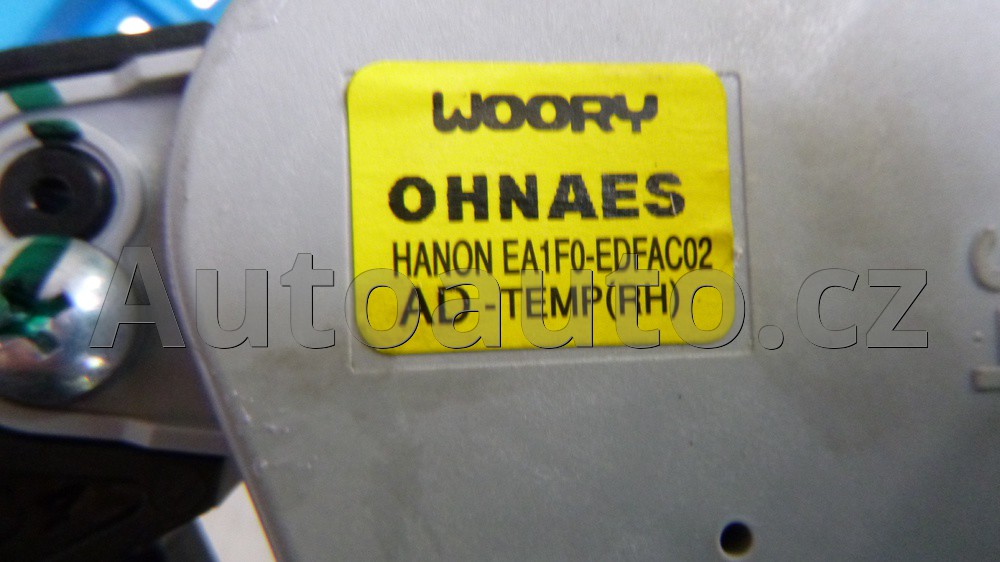 WOORY
OHNAES
HANON EA1F0-EDFAC02
AD-TEMP(RH)
Autoauto.cz